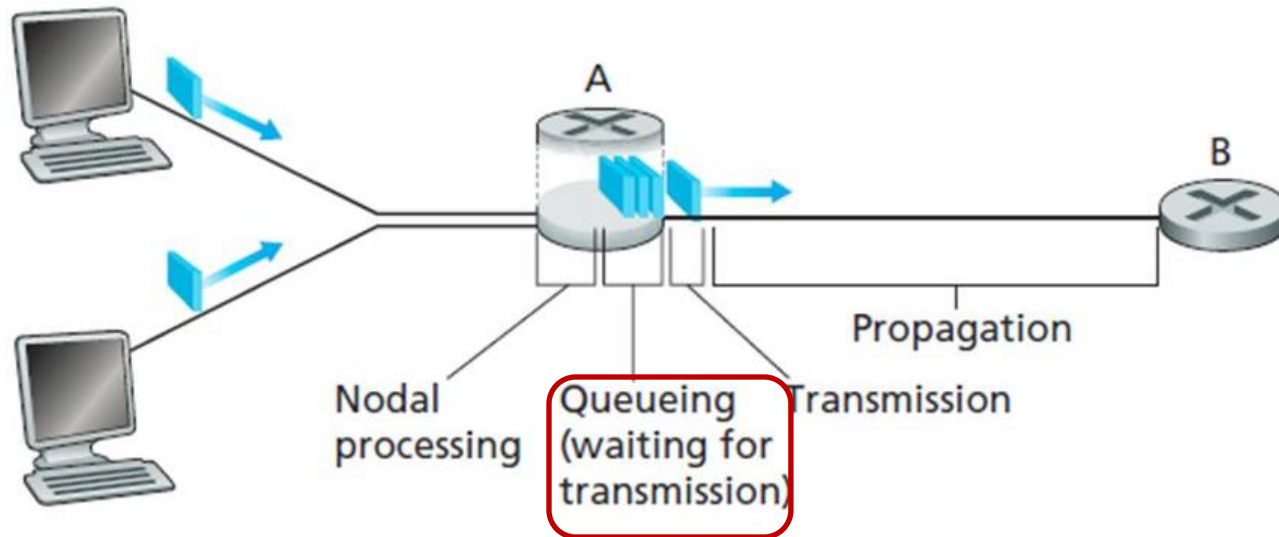 A
B
Propagation
Nodal
processing
Queueing
(waiting for
transmission)
Transmission